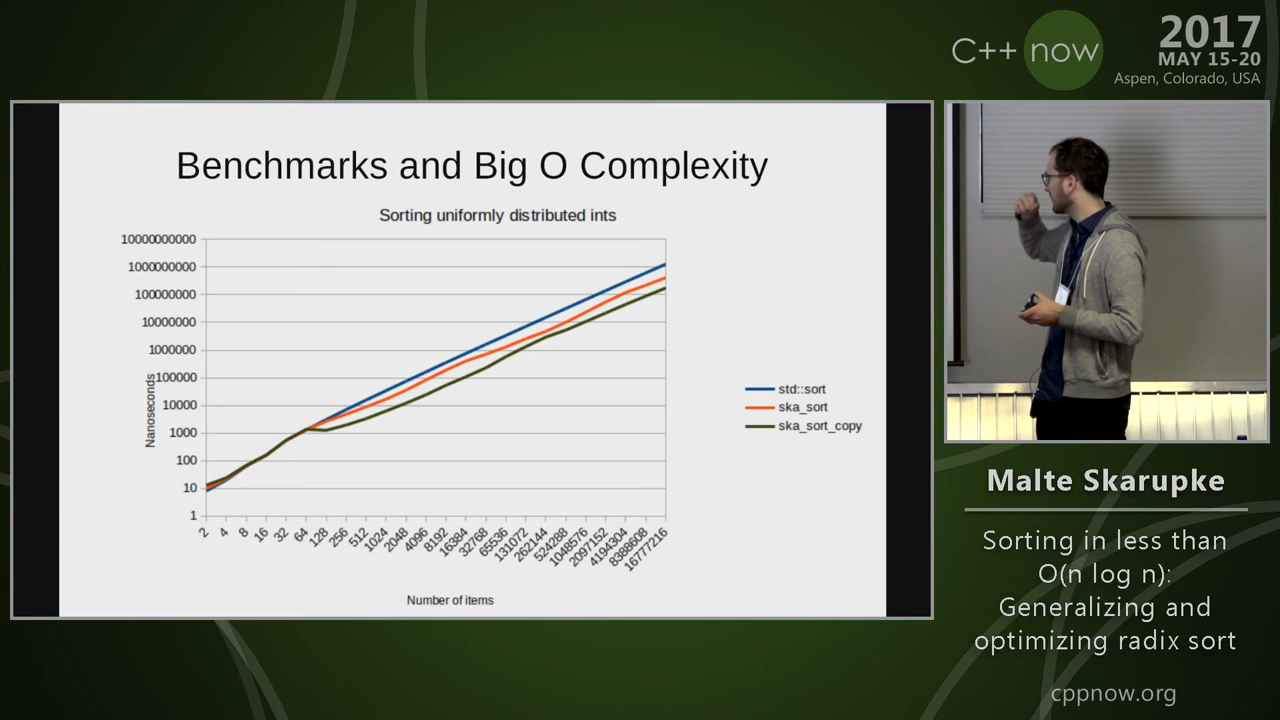 C++ now
2017
MAY 15-20
Aspen, Colorado, USA
Benchmarks and Big O Complexity
Sorting uniformly distributed ints
10000000000
1000000000
100000000
10000000
1000000
100000
10000
1000
100
10
1
Nanoseconds
2
4
8
16
32
64
128
256
512
1024
2048
4096
8192
16384
32768
65536
131072
262144
524288
1048576
2097152
4194304
8388608
16777216
Number of items
std::sort
ska_sort
ska_sort_copy
Malte Skarupke
Sorting in less than
O(n log n):
Generalizing and
optimizing radix sort
cppnow.org